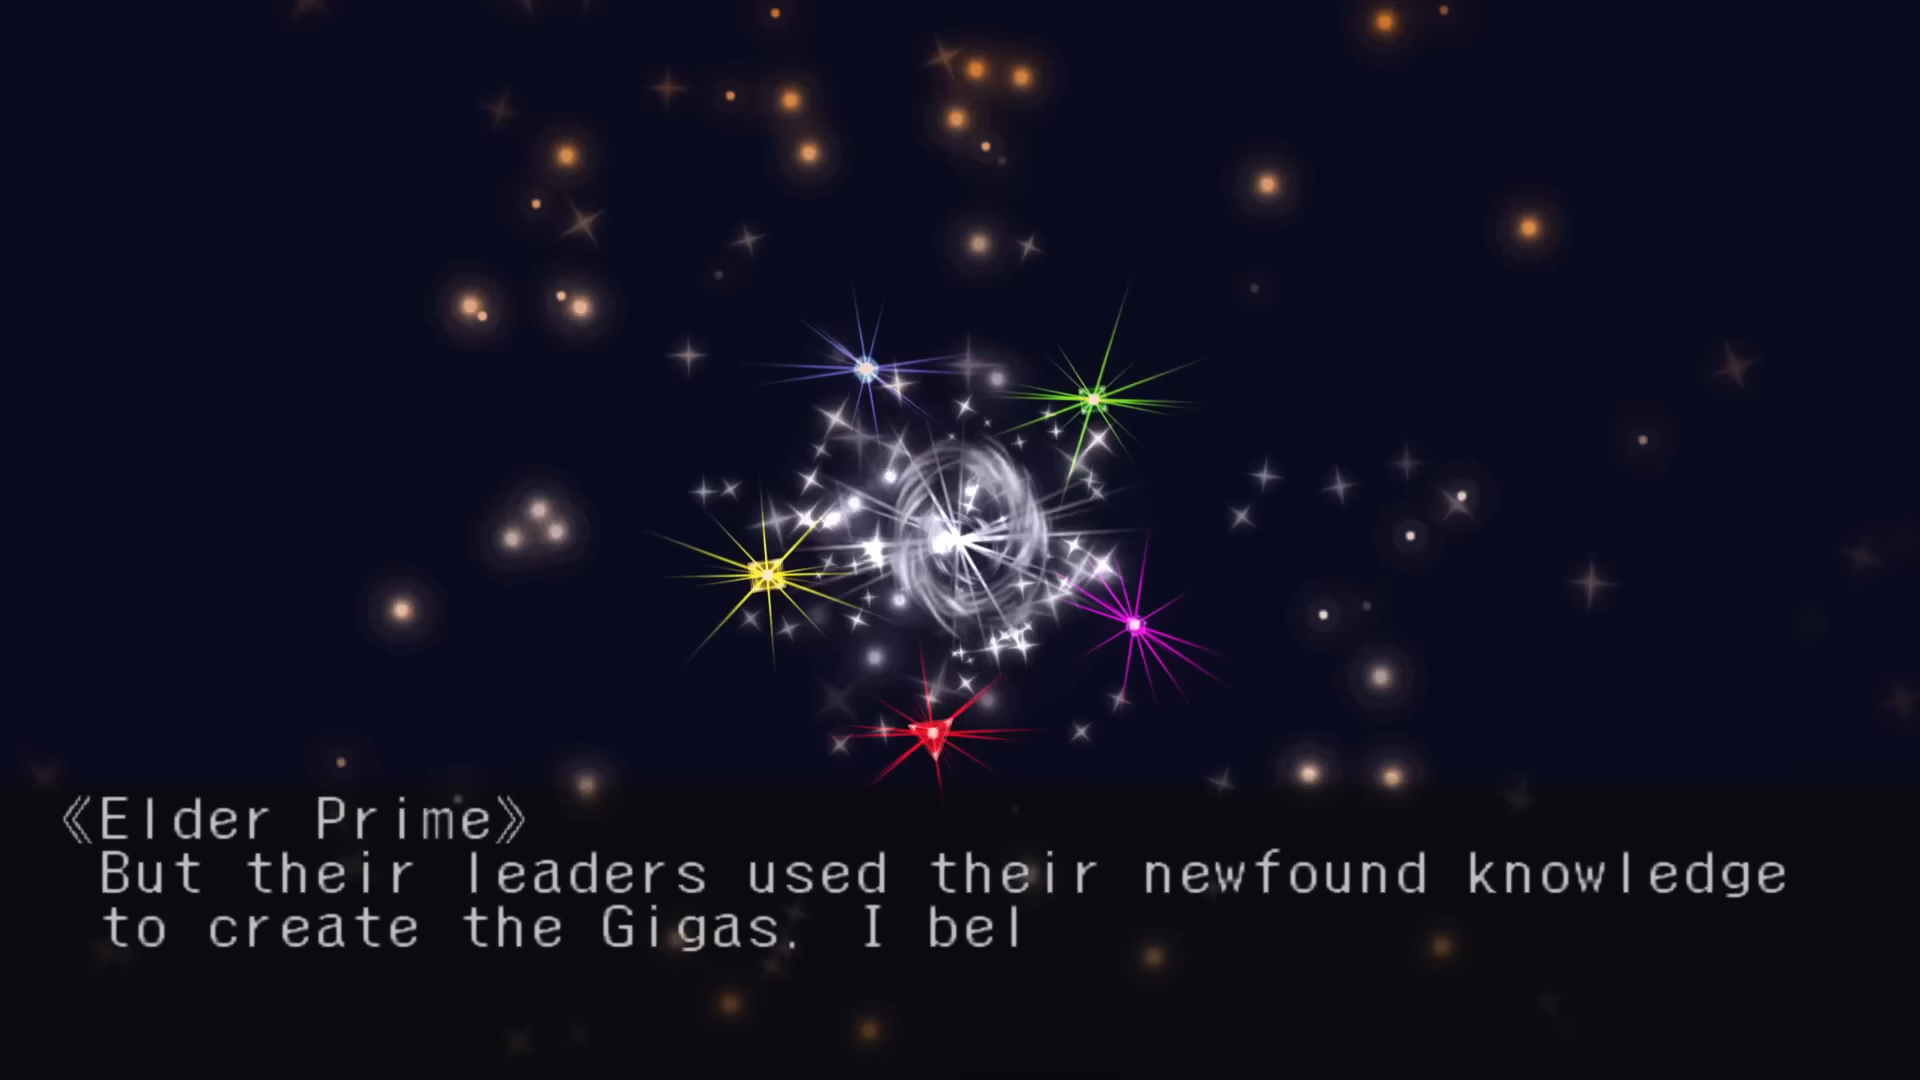 《Elder Prime》
But their leaders used their newfound knowledge
to create the Gigas. I bel